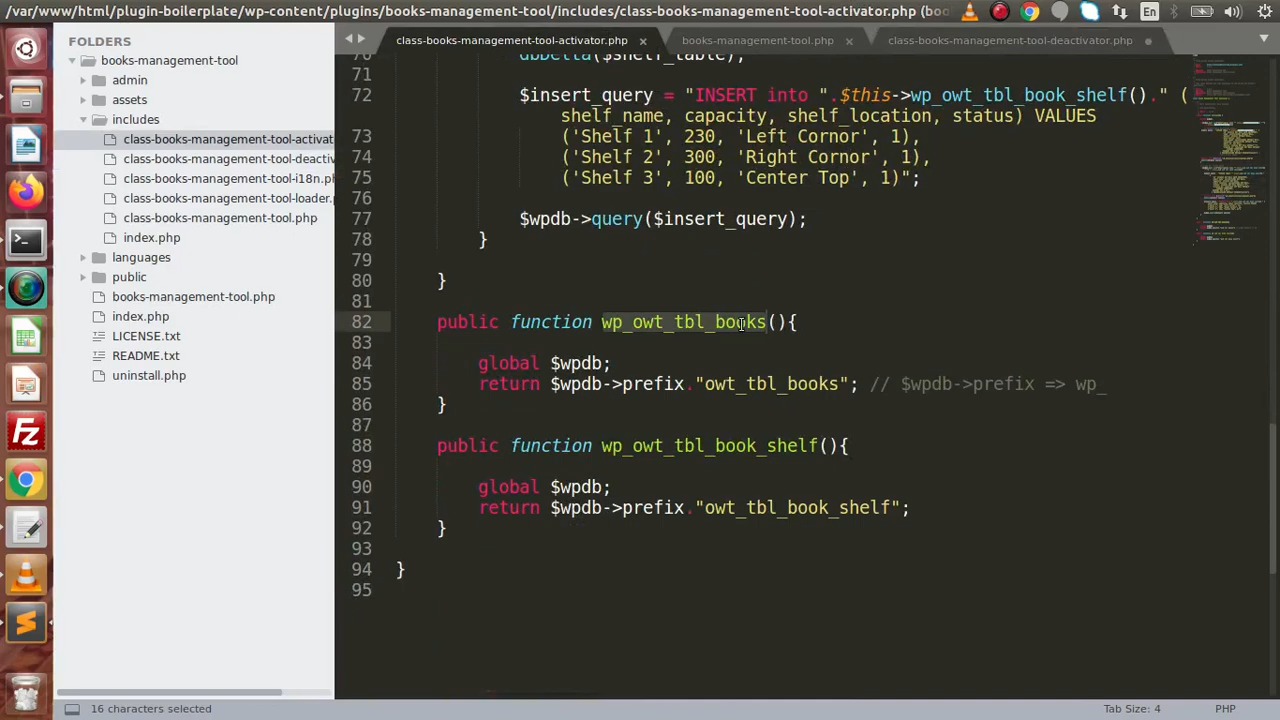 /var/www/html/plugin-boilerplate/wp-content/plugins/books-management-tool/includes/class-books-management-tool-activator.php (boo
En
FOLDERS
books-management-tool
admin
assets
includes
class-books-management-tool-activat
class-books-management-tool-deactiv
class-books-management-tool-i18n.ph
class-books-management-tool-loader.p
class-books-management-tool.php
index.php
languages
public
books-management-tool.php
index.php
LICENSE.txt
README.txt
uninstall.php
class-books-management-tool-activator.php
books-management-tool.php
class-books-management-tool-deactivator.php
70 dbDelta($shelf_table);
71
72 $insert_query = "INSERT into ".$this->wp_owt_tbl_book_shelf()." (
shelf_name, capacity, shelf_location, status) VALUES
73 ('Shelf 1', 230, 'Left Cornor', 1),
74 ('Shelf 2', 300, 'Right Cornor', 1),
75 ('Shelf 3', 100, 'Center Top', 1)";
76
77 $wpdb->query($insert_query);
78 }
79
80 }
81
82 public function wp_owt_tbl_books(){
83
84 global $wpdb;
85 return $wpdb->prefix."owt_tbl_books"; // $wpdb->prefix => wp_
86 }
87
88 public function wp_owt_tbl_book_shelf(){
89
90 global $wpdb;
91 return $wpdb->prefix."owt_tbl_book_shelf";
92 }
93
94 }
95
16 characters selected
Tab Size: 4
PHP